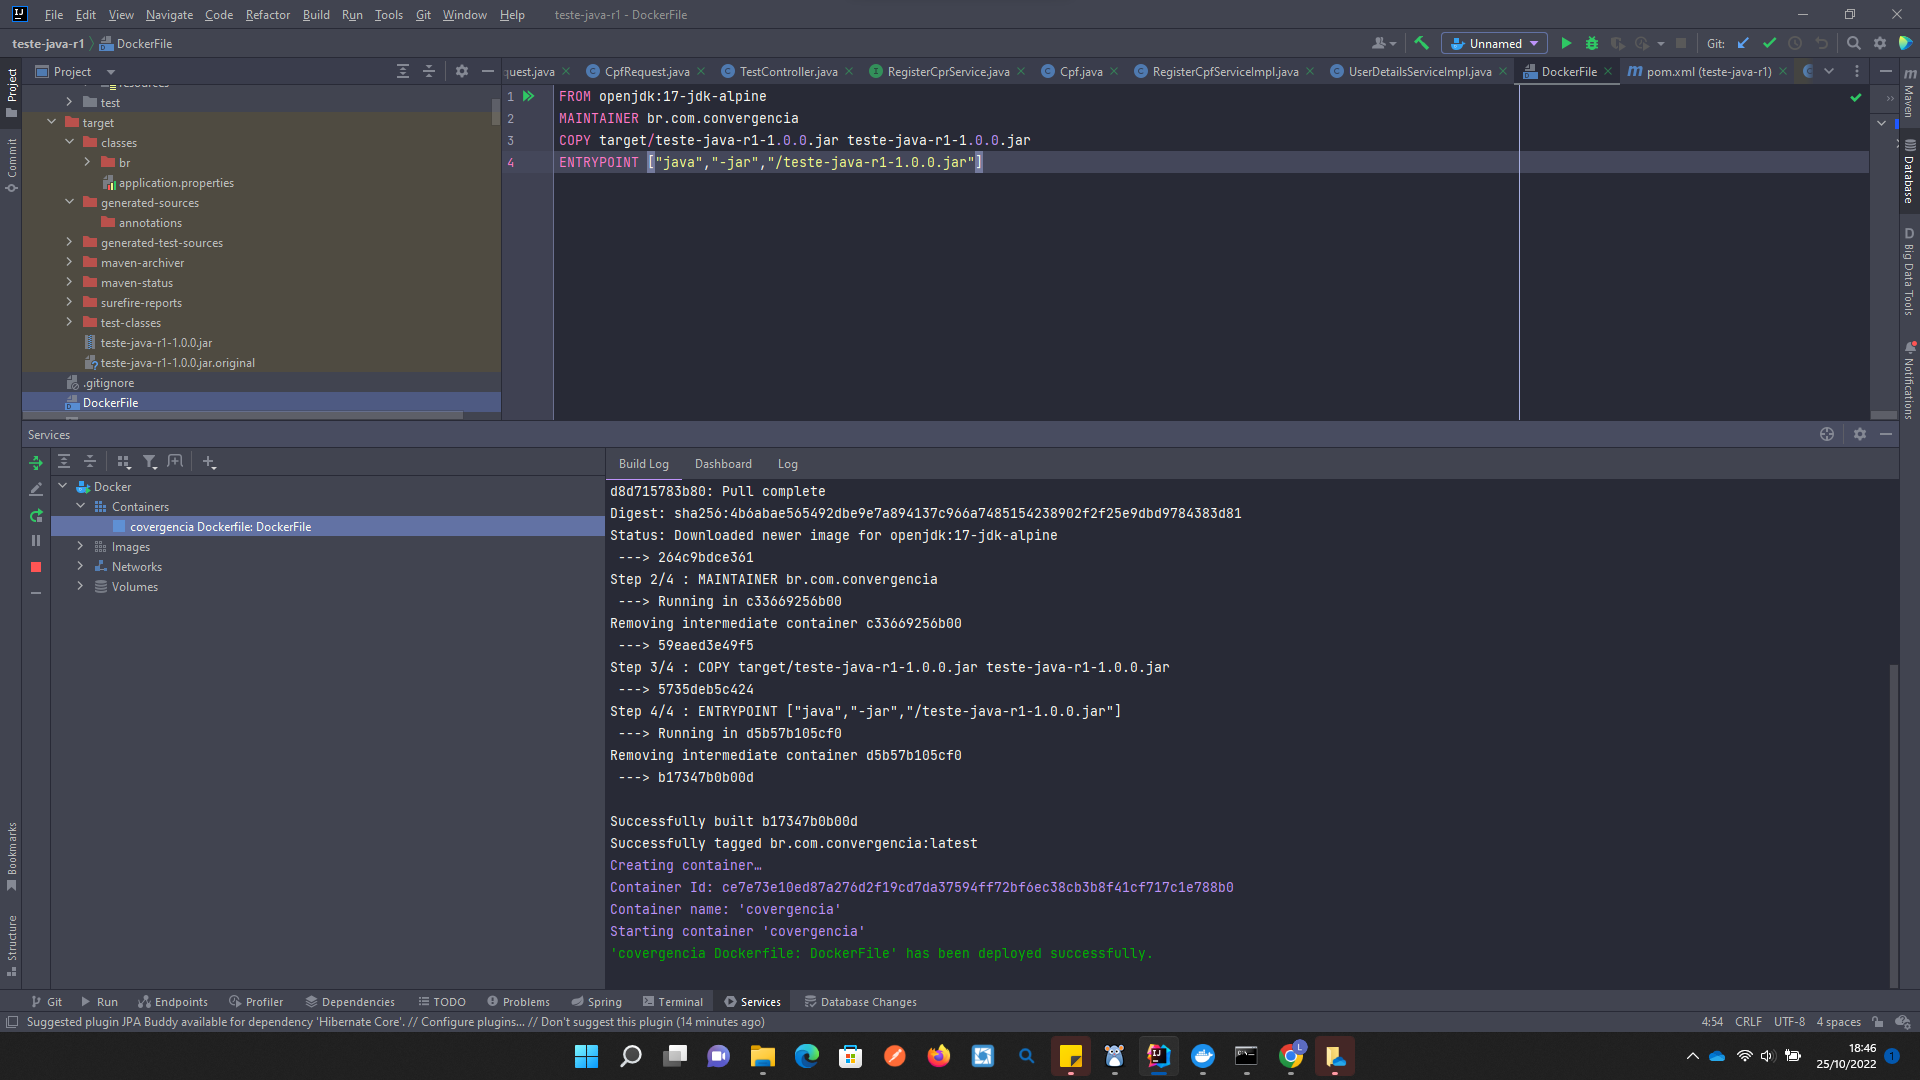 File Edit View Navigate Code Refactor Build Run Tools Git Window Help teste-java-r1 - DockerFile
teste-java-r1 DockerFile Unnamed Git:
Project quest.java CpfRequest.java TestController.java RegisterCprService.java Cpf.java RegisterCpfServiceImpl.java UserDetailsServiceImpl.java DockerFile pom.xml (teste-java-r1)
Project
Commit
Bookmarks
Structure
Maven
Database
Big Data Tools
Notifications
resources
test
target
classes
br
application.properties
generated-sources
annotations
generated-test-sources
maven-archiver
maven-status
surefire-reports
test-classes
teste-java-r1-1.0.0.jar
teste-java-r1-1.0.0.jar.original
.gitignore
DockerFile
1 FROM openjdk:17-jdk-alpine
2 MAINTAINER br.com.convergencia
3 COPY target/teste-java-r1-1.0.0.jar teste-java-r1-1.0.0.jar
4 ENTRYPOINT ["java","-jar","/teste-java-r1-1.0.0.jar"]
Services
Docker
Containers
covergencia Dockerfile: DockerFile
Images
Networks
Volumes
Build Log Dashboard Log
d8d715783b80: Pull complete
Digest: sha256:4b6abae565492dbe9e7a894137c966a7485154238902f2f25e9dbd9784383d81
Status: Downloaded newer image for openjdk:17-jdk-alpine
---> 264c9bdce361
Step 2/4 : MAINTAINER br.com.convergencia
---> Running in c33669256b00
Removing intermediate container c33669256b00
---> 59eaed3e49f5
Step 3/4 : COPY target/teste-java-r1-1.0.0.jar teste-java-r1-1.0.0.jar
---> 5735deb5c424
Step 4/4 : ENTRYPOINT ["java","-jar","/teste-java-r1-1.0.0.jar"]
---> Running in d5b57b105cf0
Removing intermediate container d5b57b105cf0
---> b17347b0b00d
Successfully built b17347b0b00d
Successfully tagged br.com.convergencia:latest
Creating container…
Container Id: ce7e73e10ed87a276d2f19cd7da37594ff72bf6ec38cb3b8f41cf717c1e788b0
Container name: 'covergencia'
Starting container 'covergencia'
'covergencia Dockerfile: DockerFile' has been deployed successfully.
Git Run Endpoints Profiler Dependencies TODO Problems Spring Terminal Services Database Changes
Suggested plugin JPA Buddy available for dependency 'Hibernate Core'. // Configure plugins... // Don't suggest this plugin (14 minutes ago) 4:54 CRLF UTF-8 4 spaces
18:46
25/10/2022